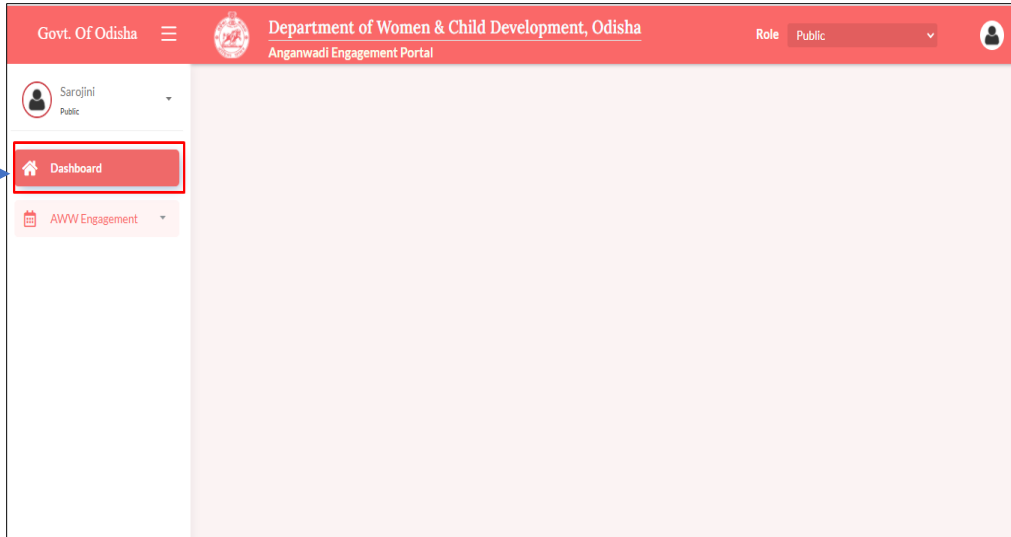 Govt. Of Odisha
Department of Women & Child Development, Odisha
Anganwadi Engagement Portal
Role Public
Sarojini
Public
Dashboard
AWW Engagement